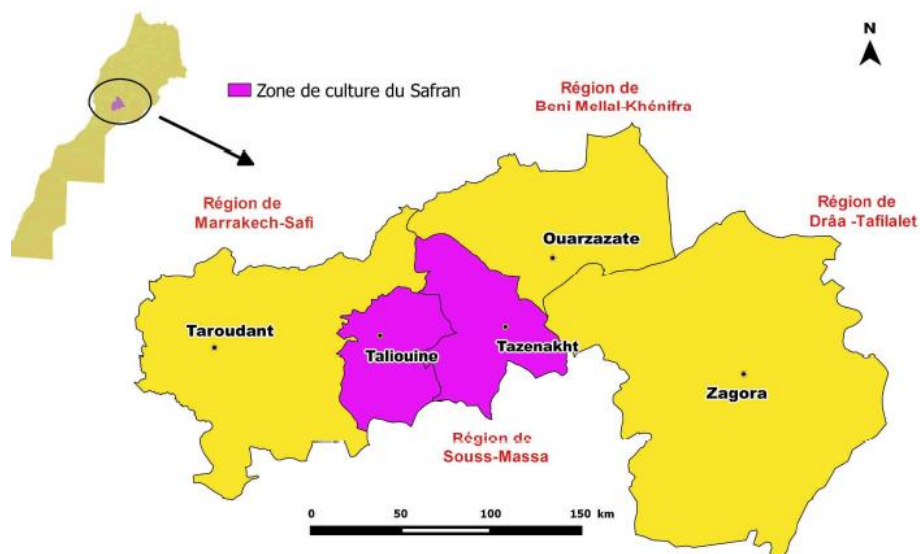 N
Zone de culture du Safran
Région de
Beni Mellal-Khénifra
Région de
Marrakech-Safi
Région de
Drâa -Tafilalet
Ouarzazate
Taroudant
Taliouine
Tazenakht
Zagora
Région de
Souss-Massa
0 50 100 150 km